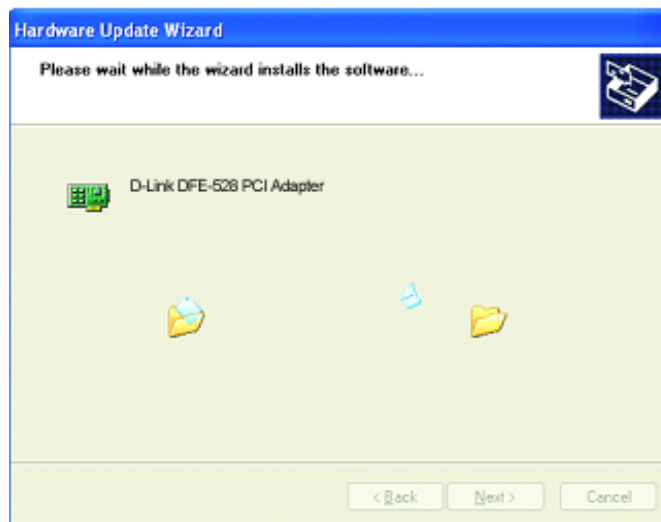 Hardware Update Wizard
Please wait while the wizard installs the software...
D-Link DFE-528 PCI Adapter
< Back Next > Cancel